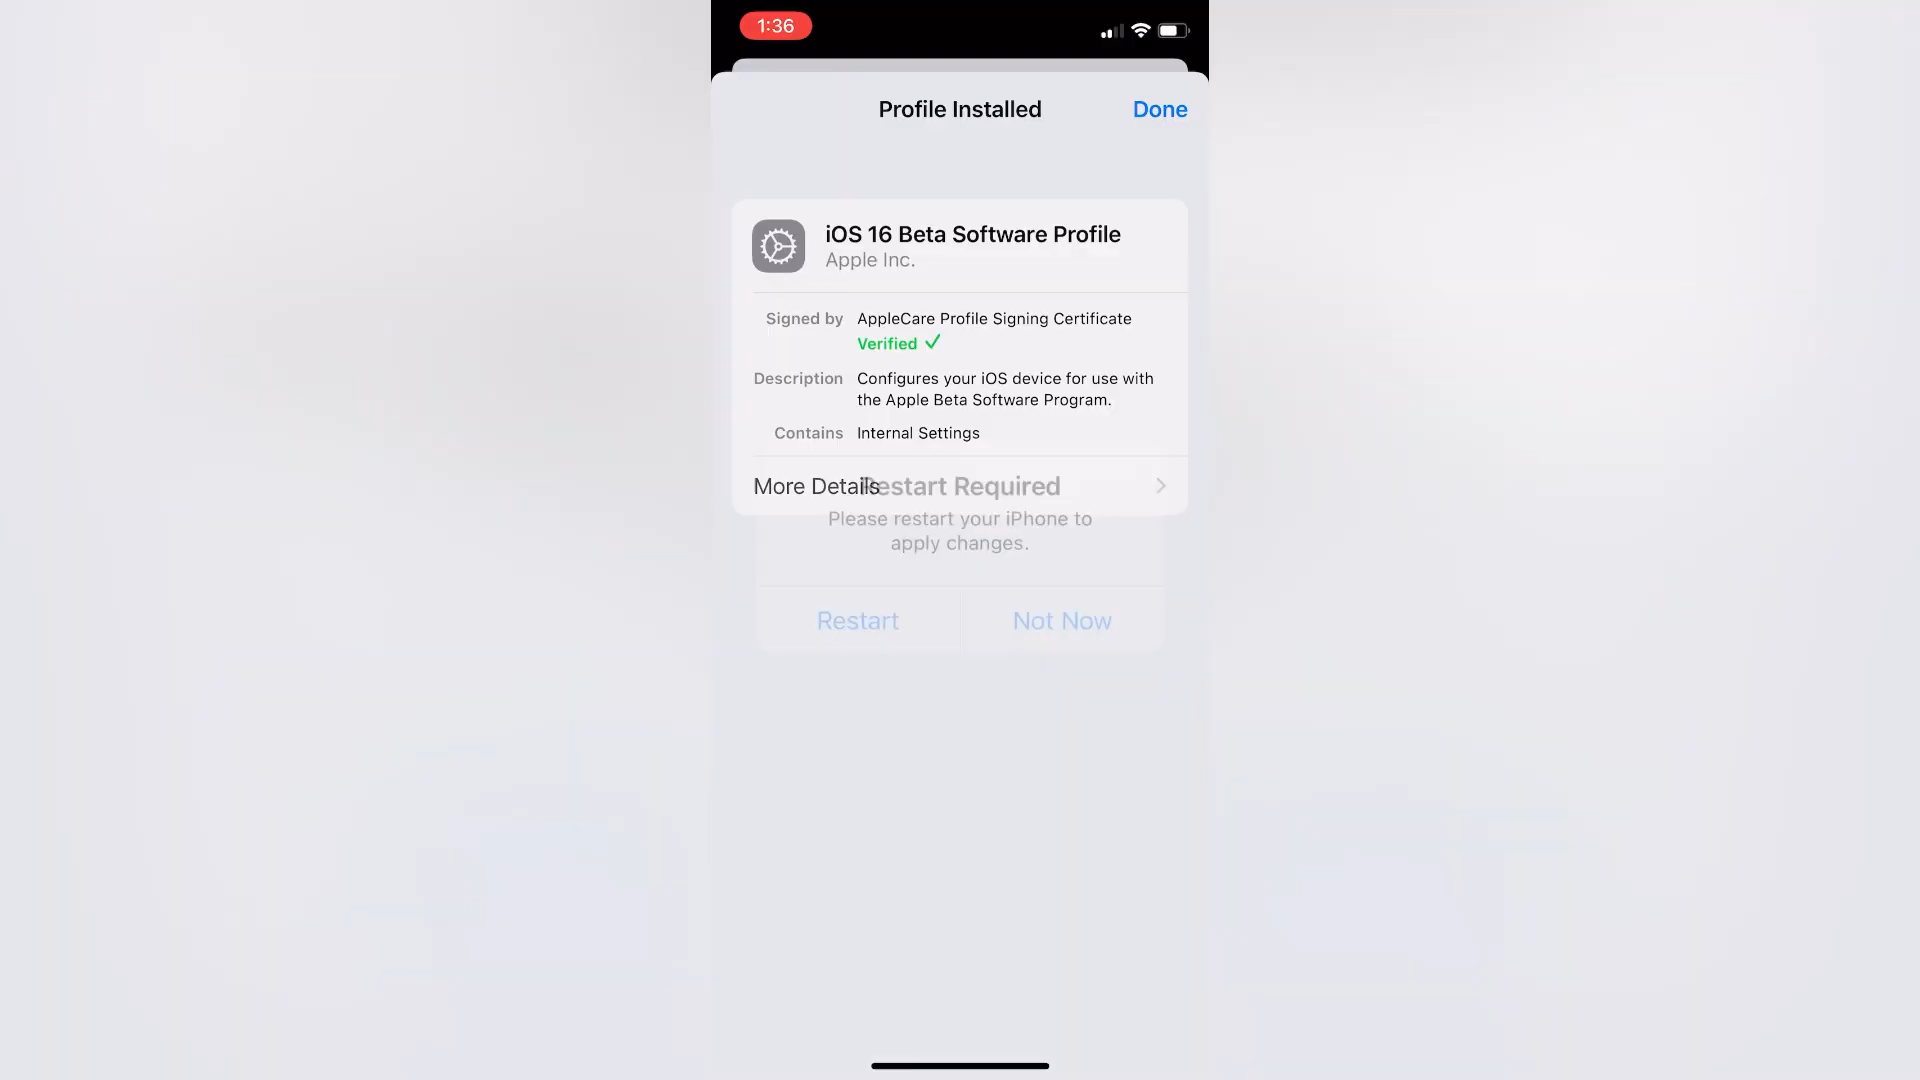 1:36
Profile Installed
Done
iOS 16 Beta Software Profile
Apple Inc.
Signed by AppleCare Profile Signing Certificate
Verified ✓
Description Configures your iOS device for use with
the Apple Beta Software Program.
Contains Internal Settings
More Details
Restart Required
Please restart your iPhone to
apply changes.
Restart
Not Now